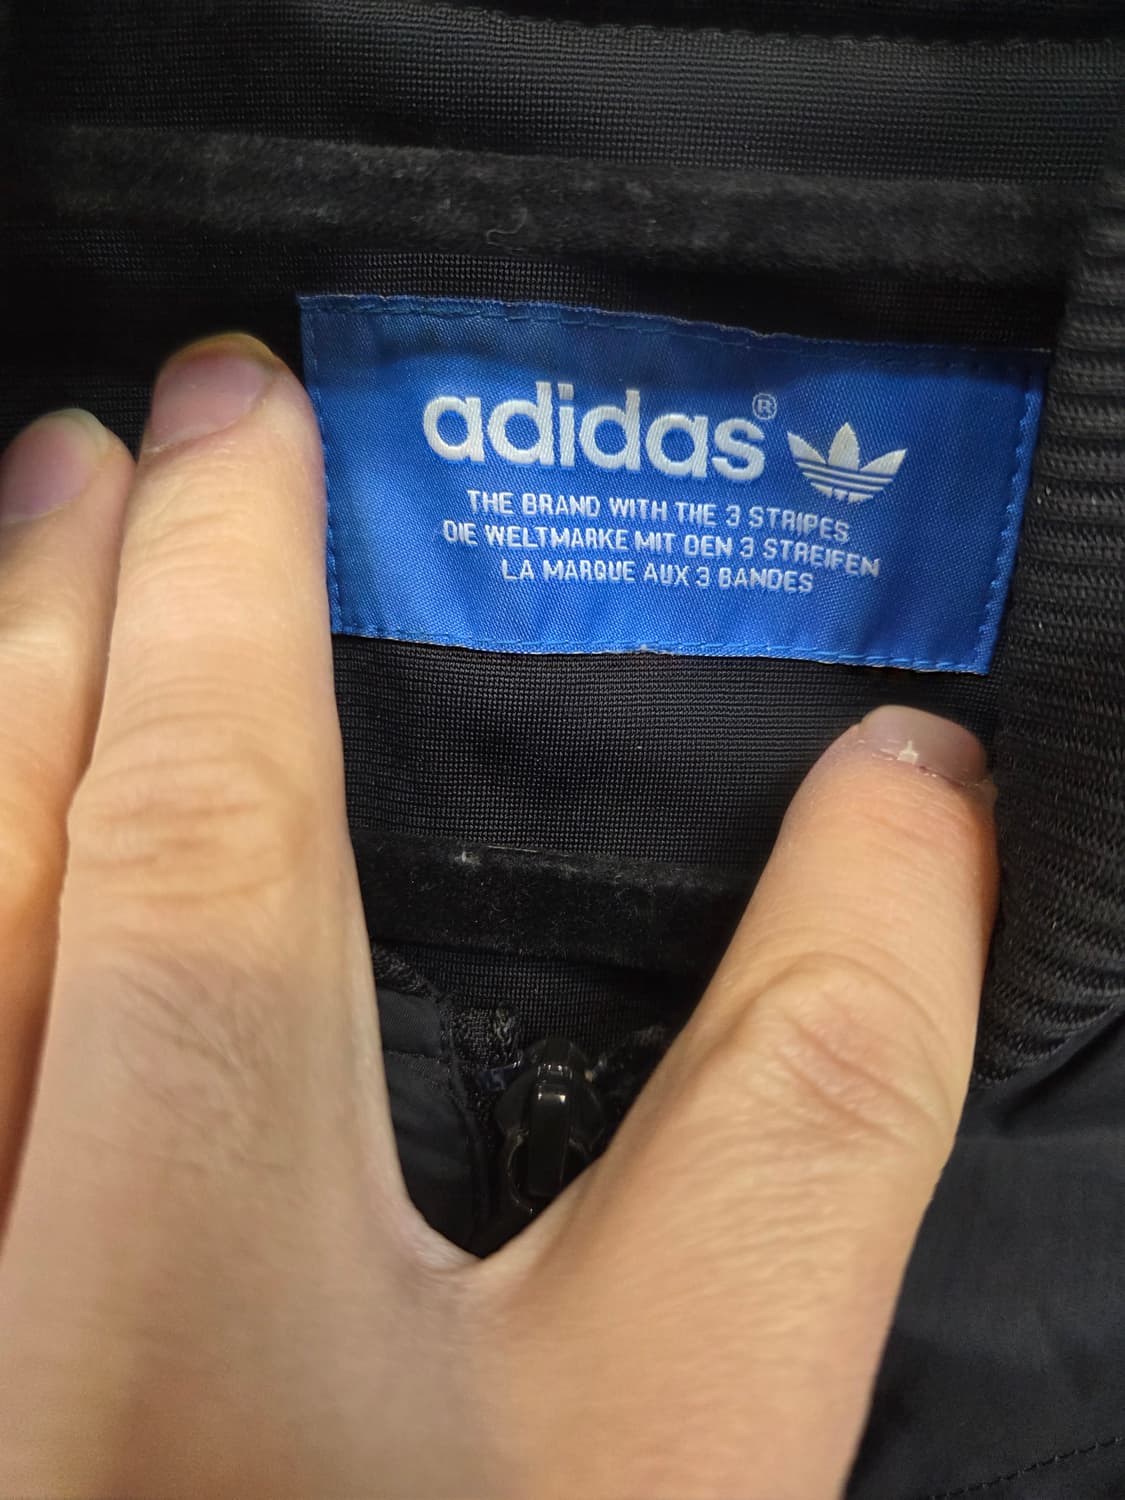 adidas®
THE BRAND WITH THE 3 STRIPES
DIE WELTMARKE MIT DEN 3 STREIFEN
LA MARQUE AUX 3 BANDES